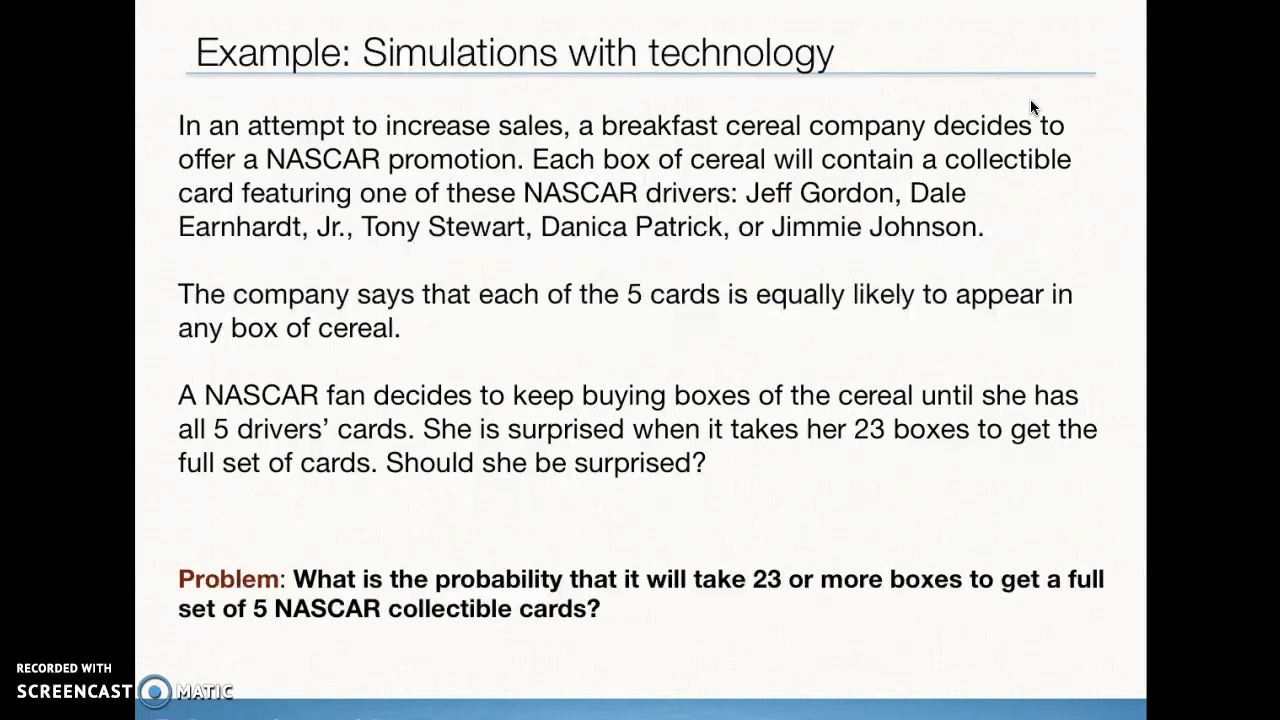 Example: Simulations with technology
In an attempt to increase sales, a breakfast cereal company decides to
offer a NASCAR promotion. Each box of cereal will contain a collectible
card featuring one of these NASCAR drivers: Jeff Gordon, Dale
Earnhardt, Jr., Tony Stewart, Danica Patrick, or Jimmie Johnson.
The company says that each of the 5 cards is equally likely to appear in
any box of cereal.
A NASCAR fan decides to keep buying boxes of the cereal until she has
all 5 drivers’ cards. She is surprised when it takes her 23 boxes to get the
full set of cards. Should she be surprised?
Problem: What is the probability that it will take 23 or more boxes to get a full
set of 5 NASCAR collectible cards?
RECORDED WITH
SCREENCAST MATIC